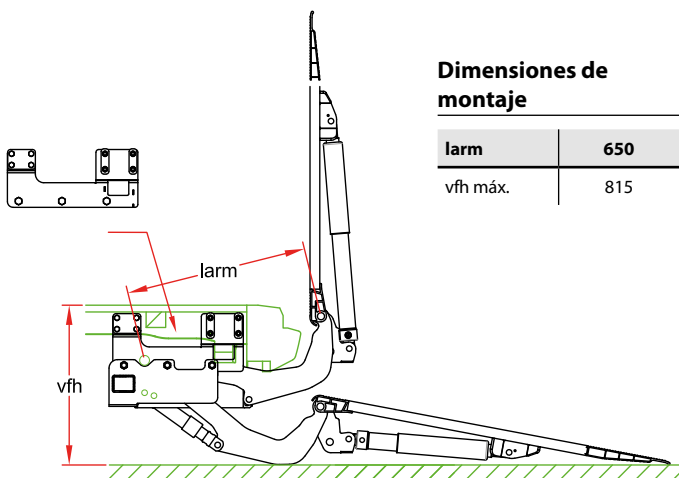 Dimensiones de
montaje
larm 650
vfh máx. 815
larm
vfh